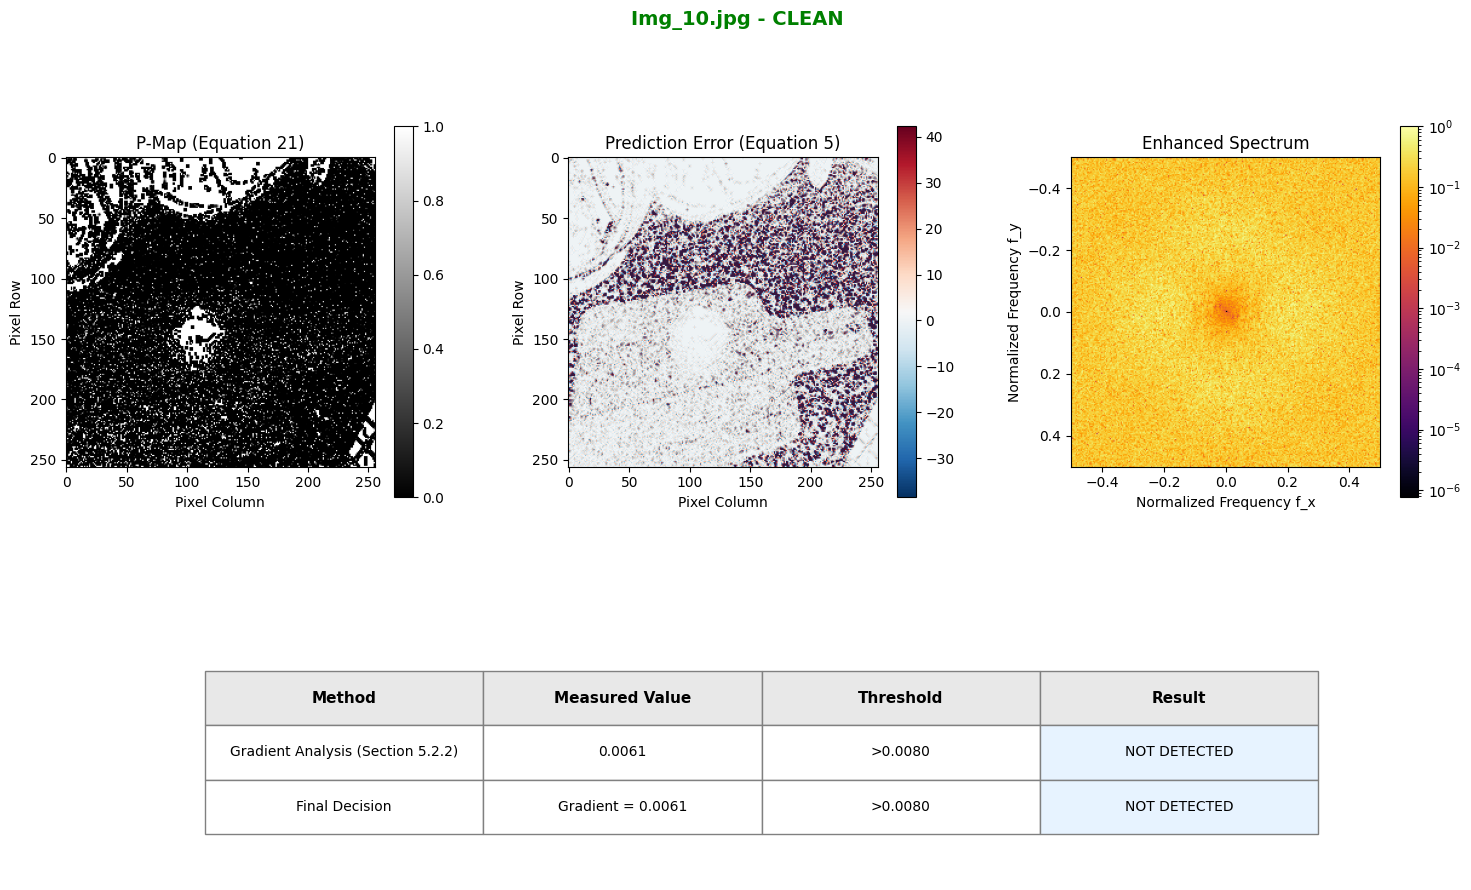 Img_10.jpg - CLEAN
P-Map (Equation 21)
Prediction Error (Equation 5)
Enhanced Spectrum
0
50
100
150
200
250
Pixel Row
0 50 100 150 200 250
Pixel Column
1.0
0.8
0.6
0.4
0.2
0.0
0
50
100
150
200
250
Pixel Row
0 50 100 150 200 250
Pixel Column
40
30
20
10
0
−10
−20
−30
−0.4
−0.2
0.0
0.2
0.4
Normalized Frequency f_y
−0.4 −0.2 0.0 0.2 0.4
Normalized Frequency f_x
10⁰
10⁻¹
10⁻²
10⁻³
10⁻⁴
10⁻⁵
10⁻⁶
Method Measured Value Threshold Result
Gradient Analysis (Section 5.2.2) 0.0061 >0.0080 NOT DETECTED
Final Decision Gradient = 0.0061 >0.0080 NOT DETECTED